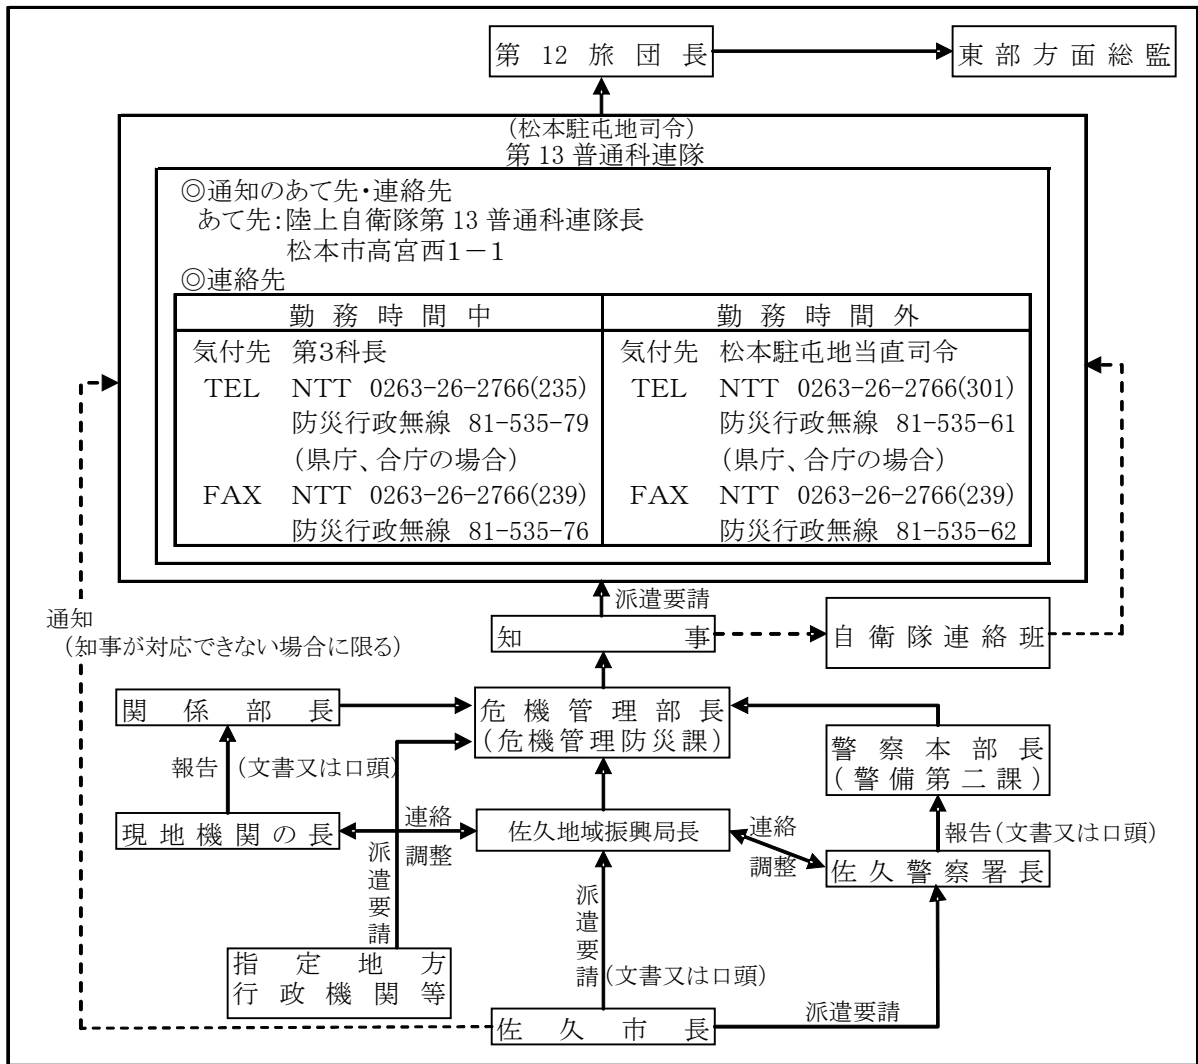 第 12 旅 団 長
東 部 方 面 総 監
(松本駐屯地司令)
第 13 普通科連隊
◎通知のあて先・連絡先
あて先:陸上自衛隊第 13 普通科連隊長
松本市高宮西1-1
◎連絡先
勤 務 時 間 中
気付先 第3科長
TEL NTT 0263-26-2766(235)
防災行政無線 81-535-79
(県庁、合庁の場合)
FAX NTT 0263-26-2766(239)
防災行政無線 81-535-76
勤 務 時 間 外
気付先 松本駐屯地当直司令
TEL NTT 0263-26-2766(301)
防災行政無線 81-535-61
(県庁、合庁の場合)
FAX NTT 0263-26-2766(239)
防災行政無線 81-535-62
通知
(知事が対応できない場合に限る)
派遣要請
知 事
自 衛 隊 連 絡 班
関 係 部 長
危 機 管 理 部 長
(危 機 管 理 防 災 課)
警 察 本 部 長
(警 備 第 二 課)
報告 (文書又は口頭)
現 地 機 関 の 長
連絡
調整
佐久地域振興局長
連絡
調整
報告(文書又は口頭)
佐 久 警 察 署 長
派遣要請
指 定 地 方
行 政 機 関 等
派遣要請
(文書又は口頭)
佐 久 市 長
派遣要請